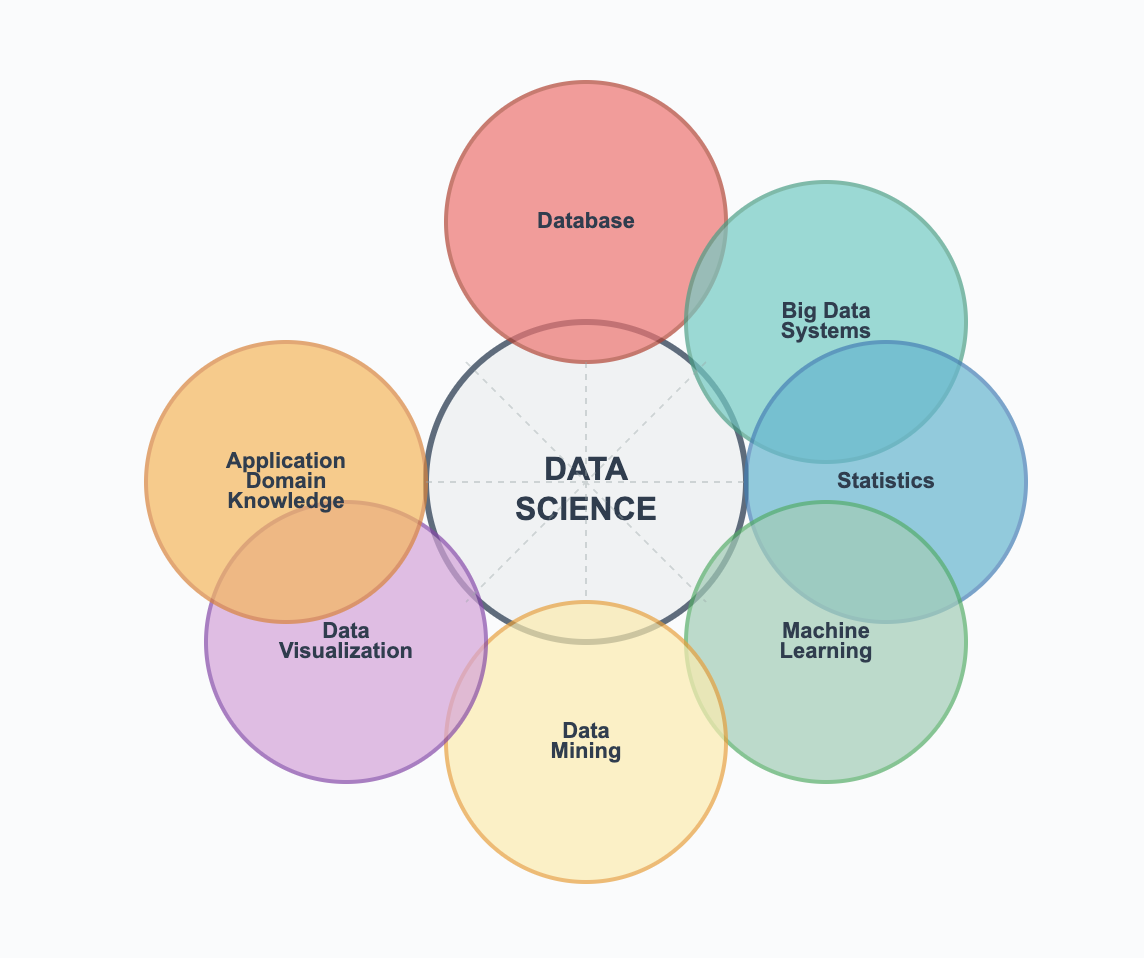 Database
Big Data
Systems
Application
Domain
Knowledge
DATA
SCIENCE
Statistics
Data
Visualization
Machine
Learning
Data
Mining